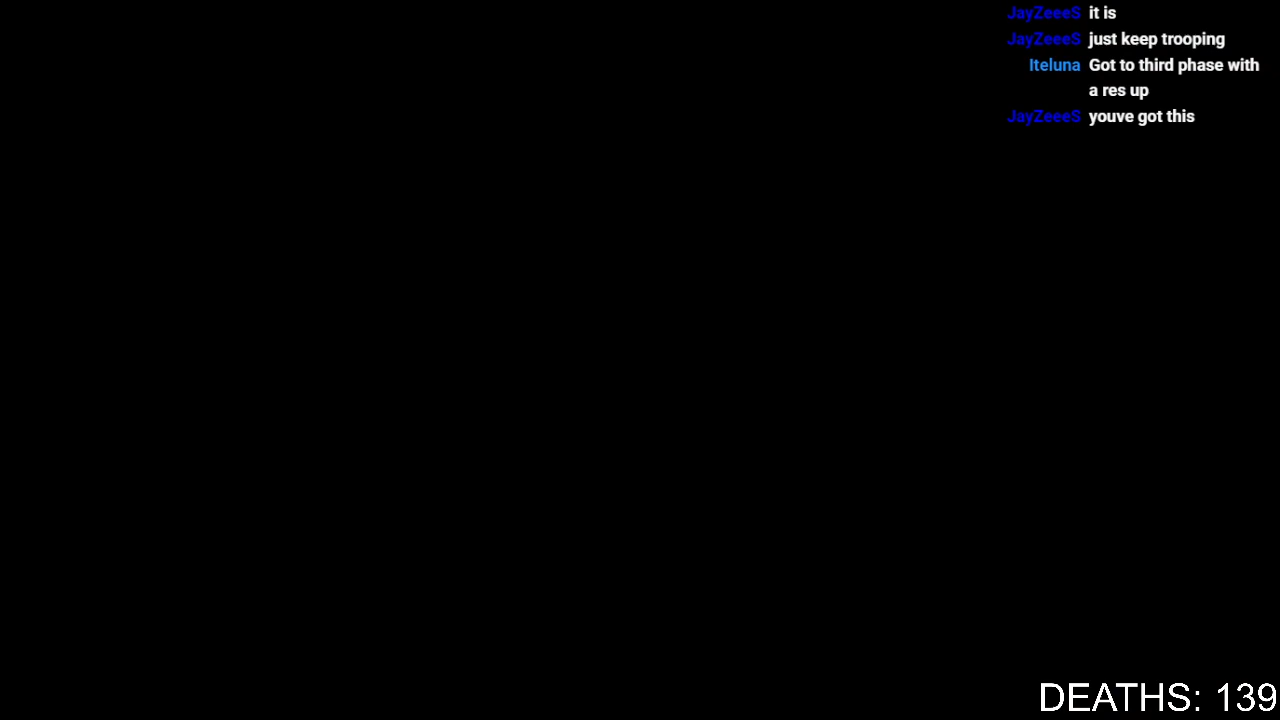 JayZeeeS it is
JayZeeeS just keep trooping
Iteluna Got to third phase with
a res up
JayZeeeS youve got this
DEATHS: 139